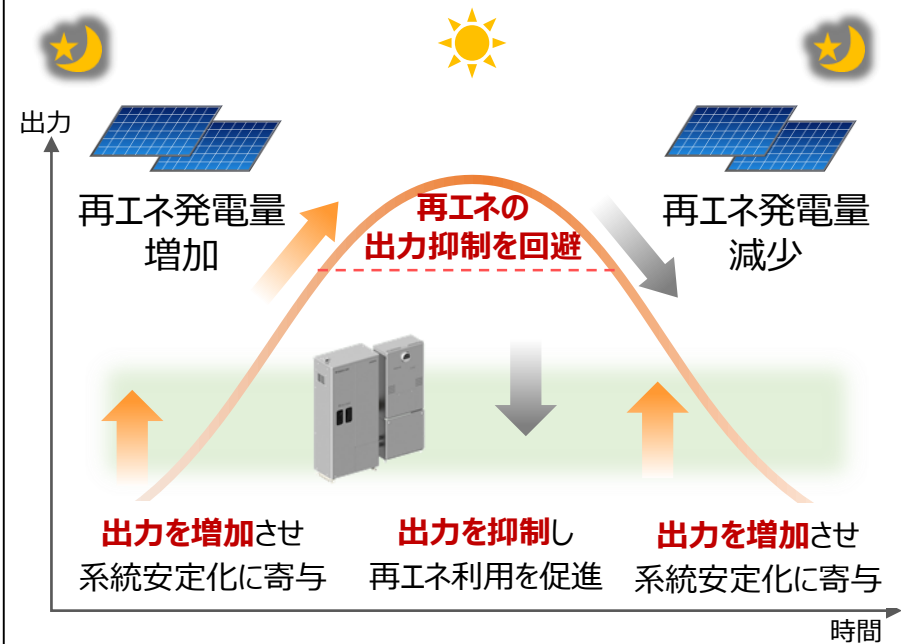 出力
再エネ発電量
増加
再エネの
出力抑制を回避
再エネ発電量
減少
出力を増加させ
系統安定化に寄与
出力を抑制し
再エネ利用を促進
出力を増加させ
系統安定化に寄与
時間